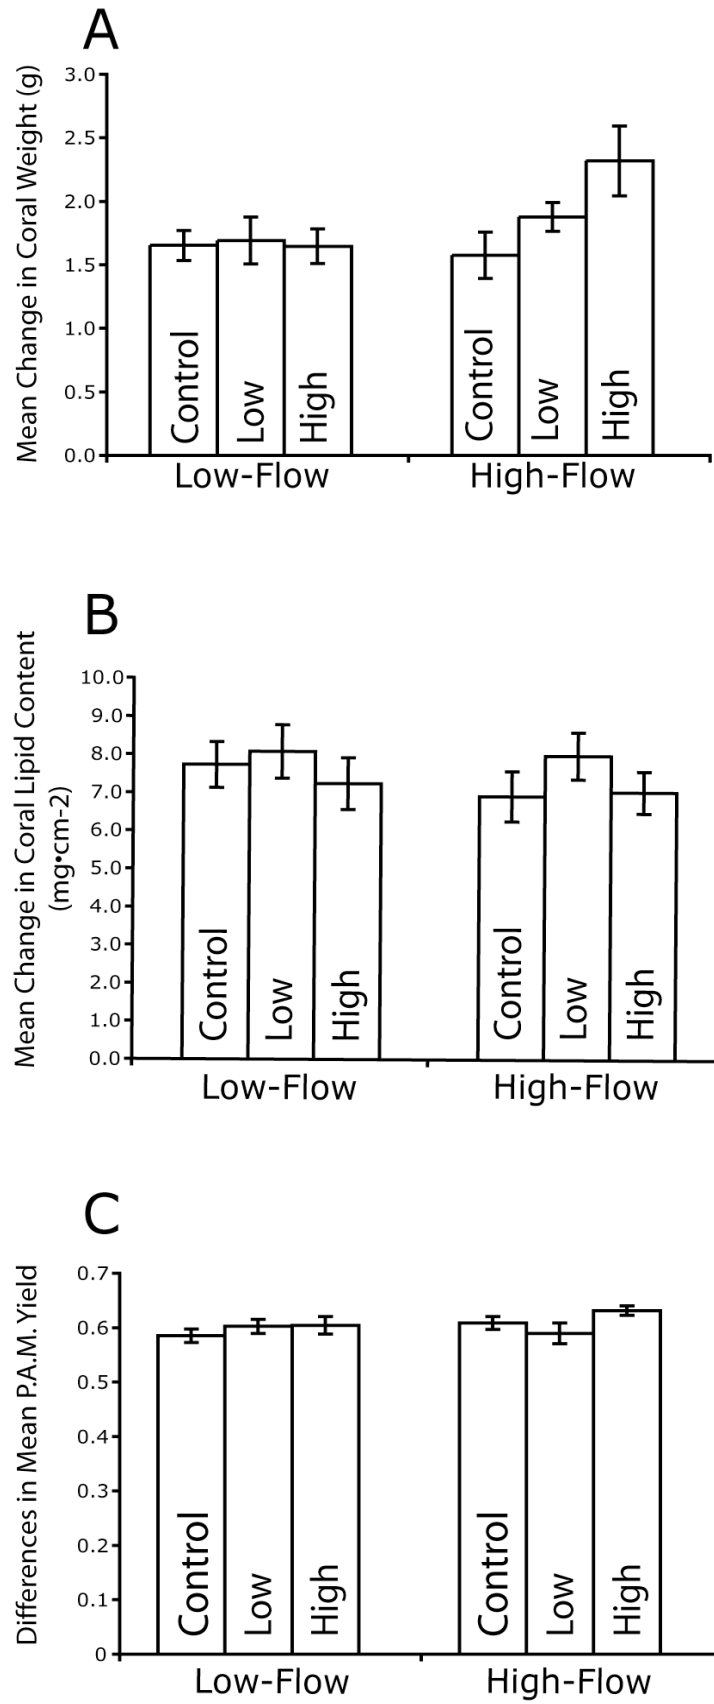 A
Mean Change in Coral Weight (g)
3.0
2.5
2.0
1.5
1.0
0.5
0.0
Control
Low
High
Control
Low
High
Low-Flow
High-Flow
B
Mean Change in Coral Lipid Content
(mg•cm-2)
10.0
9.0
8.0
7.0
6.0
5.0
4.0
3.0
2.0
1.0
0.0
Control
Low
High
Control
Low
High
Low-Flow
High-Flow
C
Differences in Mean P.A.M. Yield
0.7
0.6
0.5
0.4
0.3
0.2
0.1
0
Control
Low
High
Control
Low
High
Low-Flow
High-Flow